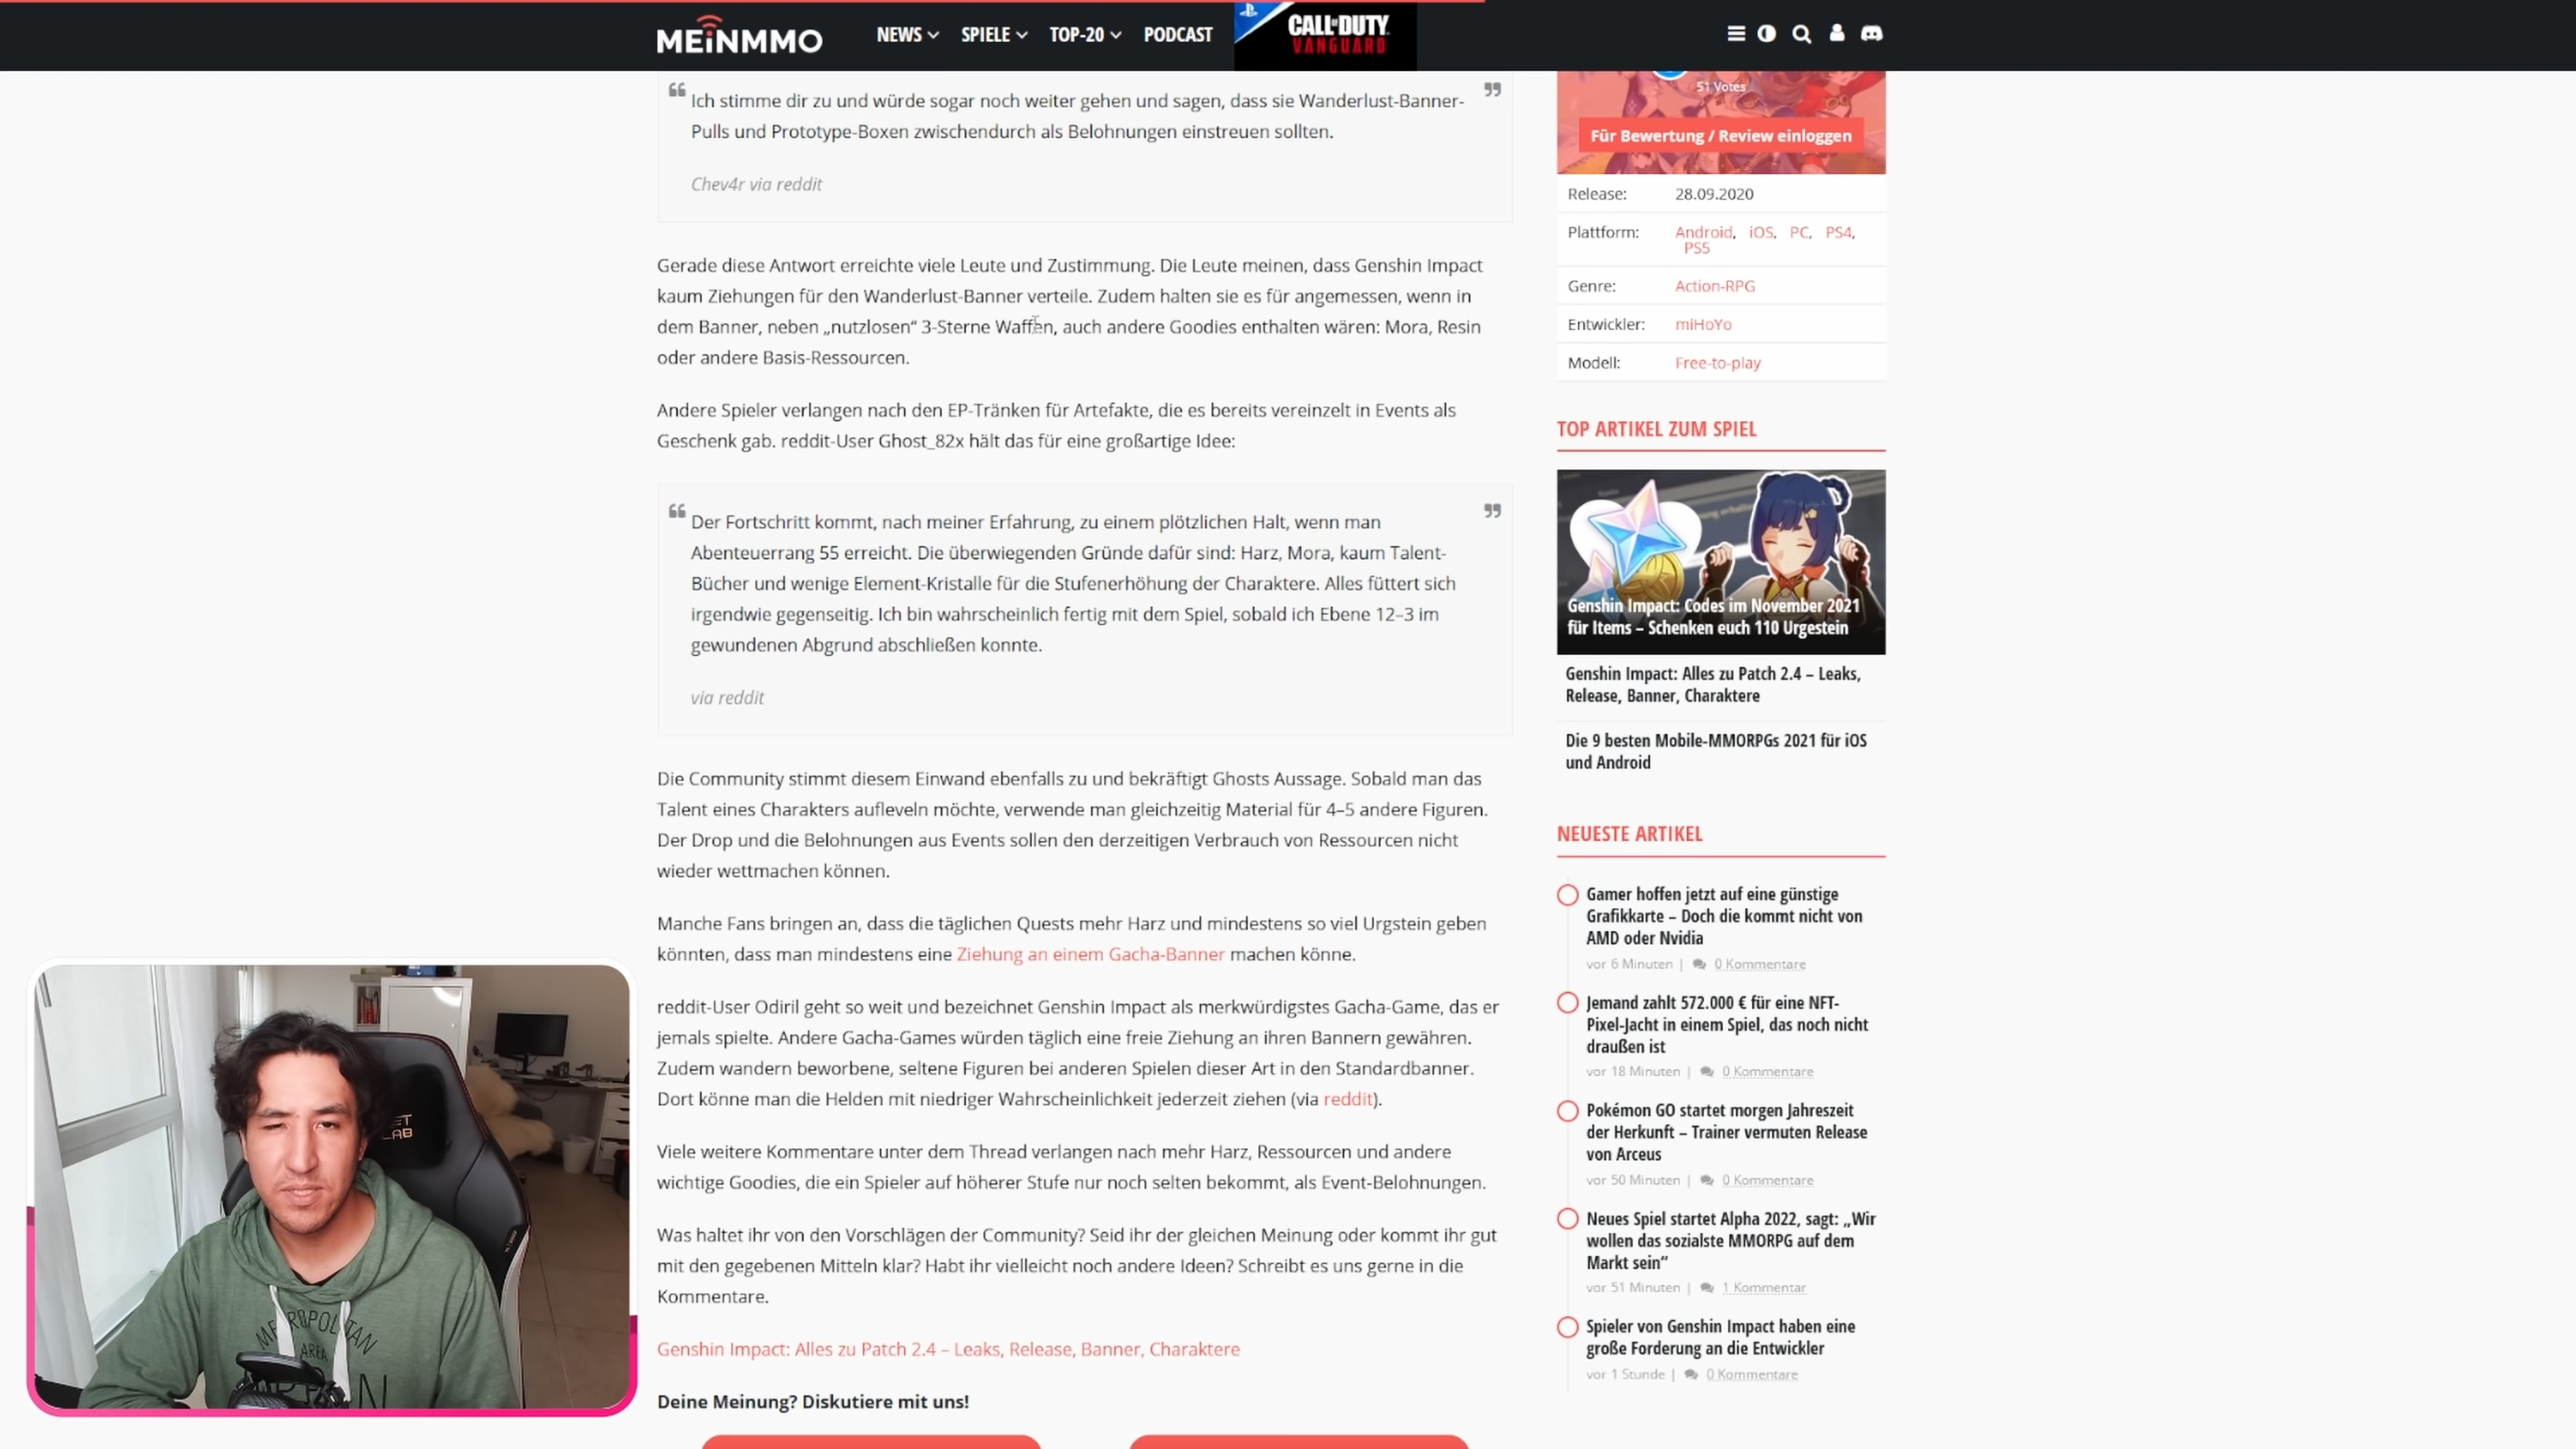 MEiNMMO
NEWS
SPIELE
TOP-20
PODCAST
CALL OF DUTY
VANGUARD
“ Ich stimme dir zu und würde sogar noch weiter gehen und sagen, dass sie Wanderlust-Banner- ”
Pulls und Prototype-Boxen zwischendurch als Belohnungen einstreuen sollten.
Chev4r via reddit
Gerade diese Antwort erreichte viele Leute und Zustimmung. Die Leute meinen, dass Genshin Impact
kaum Ziehungen für den Wanderlust-Banner verteile. Zudem halten sie es für angemessen, wenn in
dem Banner, neben „nutzlosen“ 3-Sterne Waffen, auch andere Goodies enthalten wären: Mora, Resin
oder andere Basis-Ressourcen.
Andere Spieler verlangen nach den EP-Tränken für Artefakte, die es bereits vereinzelt in Events als
Geschenk gab. reddit-User Ghost_82x hält das für eine großartige Idee:
“ Der Fortschritt kommt, nach meiner Erfahrung, zu einem plötzlichen Halt, wenn man ”
Abenteuerrang 55 erreicht. Die überwiegenden Gründe dafür sind: Harz, Mora, kaum Talent-
Bücher und wenige Element-Kristalle für die Stufenerhöhung der Charaktere. Alles füttert sich
irgendwie gegenseitig. Ich bin wahrscheinlich fertig mit dem Spiel, sobald ich Ebene 12–3 im
gewundenen Abgrund abschließen konnte.
via reddit
Die Community stimmt diesem Einwand ebenfalls zu und bekräftigt Ghosts Aussage. Sobald man das
Talent eines Charakters aufleveln möchte, verwende man gleichzeitig Material für 4–5 andere Figuren.
Der Drop und die Belohnungen aus Events sollen den derzeitigen Verbrauch von Ressourcen nicht
wieder wettmachen können.
Manche Fans bringen an, dass die täglichen Quests mehr Harz und mindestens so viel Urgstein geben
könnten, dass man mindestens eine Ziehung an einem Gacha-Banner machen könne.
reddit-User Odiril geht so weit und bezeichnet Genshin Impact als merkwürdigstes Gacha-Game, das er
jemals spielte. Andere Gacha-Games würden täglich eine freie Ziehung an ihren Bannern gewähren.
Zudem wandern beworbene, seltene Figuren bei anderen Spielen dieser Art in den Standardbanner.
Dort könne man die Helden mit niedriger Wahrscheinlichkeit jederzeit ziehen (via reddit).
Viele weitere Kommentare unter dem Thread verlangen nach mehr Harz, Ressourcen und andere
wichtige Goodies, die ein Spieler auf höherer Stufe nur noch selten bekommt, als Event-Belohnungen.
Was haltet ihr von den Vorschlägen der Community? Seid ihr der gleichen Meinung oder kommt ihr gut
mit den gegebenen Mitteln klar? Habt ihr vielleicht noch andere Ideen? Schreibt es uns gerne in die
Kommentare.
Genshin Impact: Alles zu Patch 2.4 – Leaks, Release, Banner, Charaktere
Deine Meinung? Diskutiere mit uns!
51 Votes
Für Bewertung / Review einloggen
Release: 28.09.2020
Plattform: Android, iOS, PC, PS4,
PS5
Genre: Action-RPG
Entwickler: miHoYo
Modell: Free-to-play
TOP ARTIKEL ZUM SPIEL
Genshin Impact: Codes im November 2021
für Items – Schenken euch 110 Urgestein
Genshin Impact: Alles zu Patch 2.4 – Leaks,
Release, Banner, Charaktere
Die 9 besten Mobile-MMORPGs 2021 für iOS
und Android
NEUESTE ARTIKEL
Gamer hoffen jetzt auf eine günstige
Grafikkarte – Doch die kommt nicht von
AMD oder Nvidia
vor 6 Minuten | 0 Kommentare
Jemand zahlt 572.000 € für eine NFT-
Pixel-Jacht in einem Spiel, das noch nicht
draußen ist
vor 18 Minuten | 0 Kommentare
Pokémon GO startet morgen Jahreszeit
der Herkunft – Trainer vermuten Release
von Arceus
vor 50 Minuten | 0 Kommentare
Neues Spiel startet Alpha 2022, sagt: „Wir
wollen das sozialste MMORPG auf dem
Markt sein“
vor 51 Minuten | 1 Kommentar
Spieler von Genshin Impact haben eine
große Forderung an die Entwickler
vor 1 Stunde | 0 Kommentare
LAB
METROPOLITAN
AREA